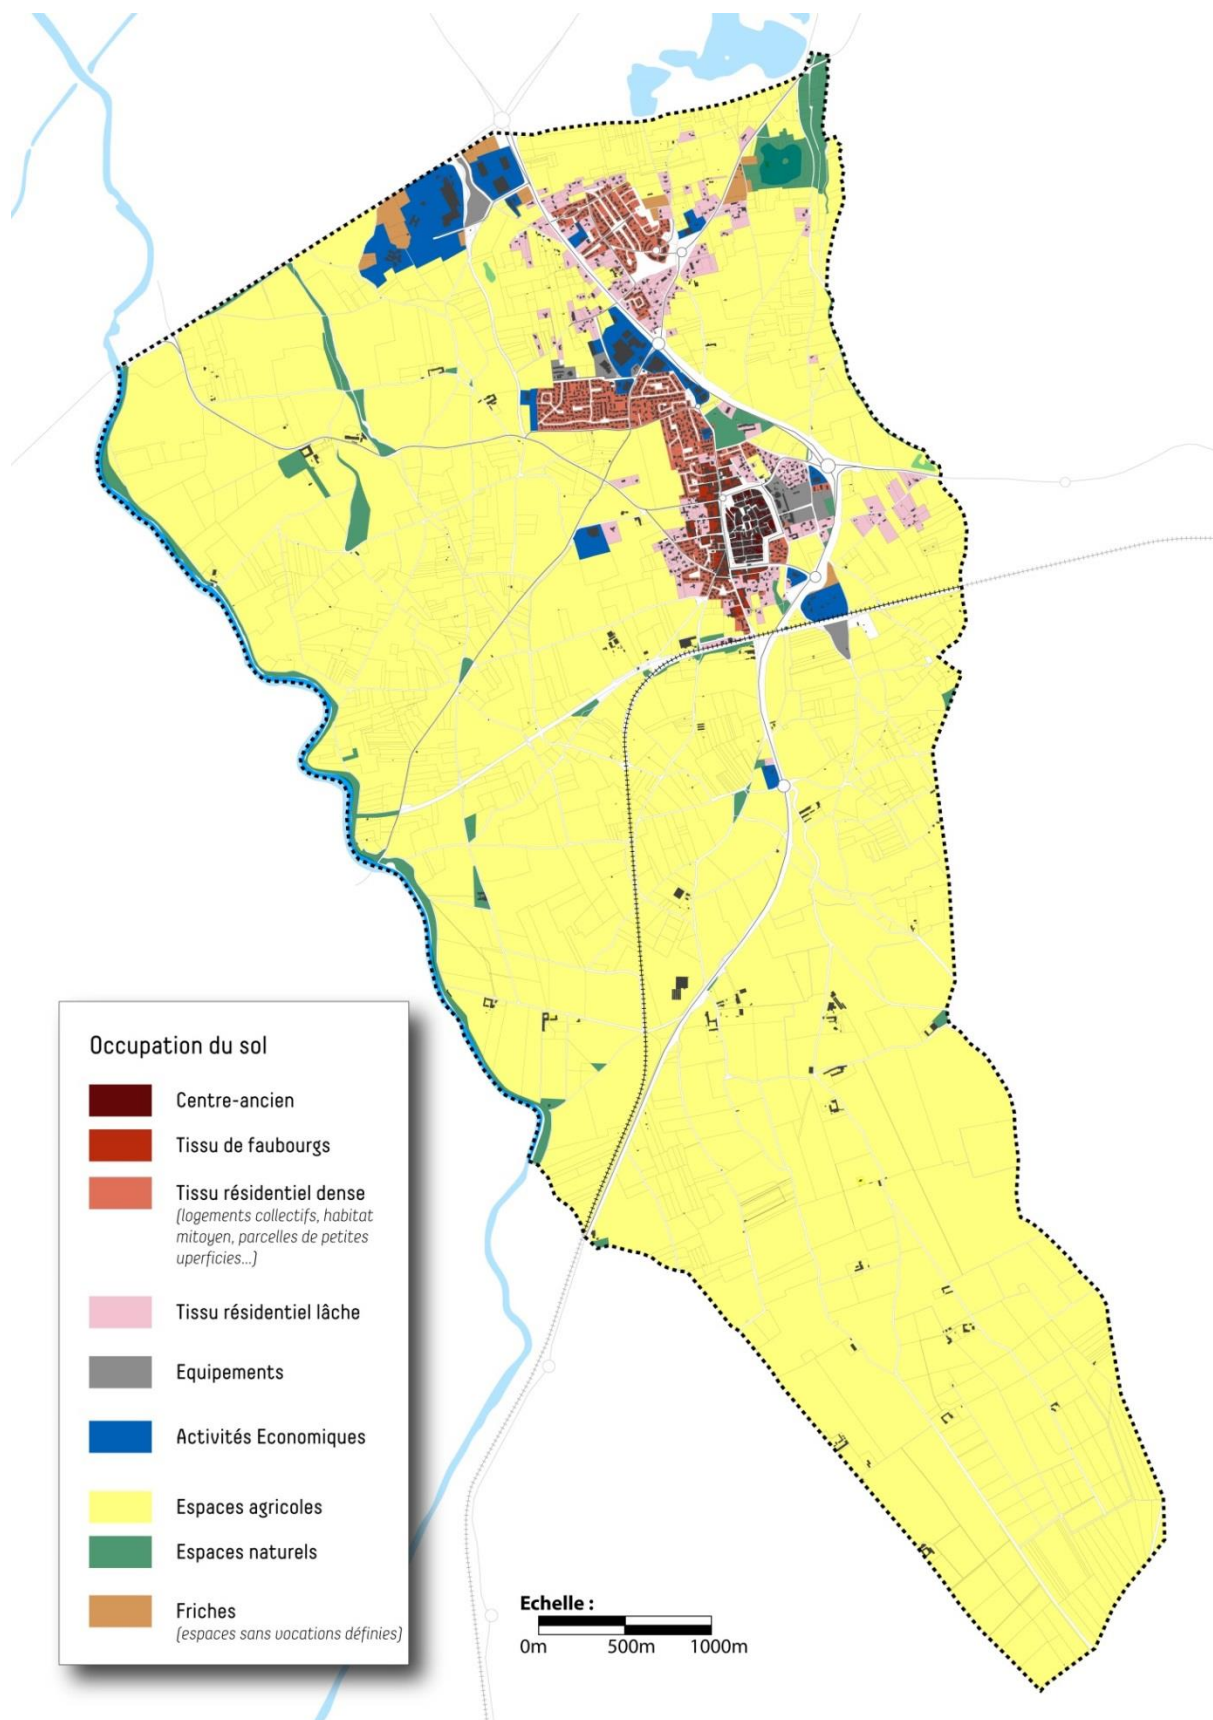 Occupation du sol
Centre-ancien
Tissu de faubourgs
Tissu résidentiel dense
(logements collectifs, habitat
mitoyen, parcelles de petites
uperficies...)
Tissu résidentiel lâche
Equipements
Activités Economiques
Espaces agricoles
Espaces naturels
Friches
(espaces sans vocations définies)
Echelle :
0m 500m 1000m